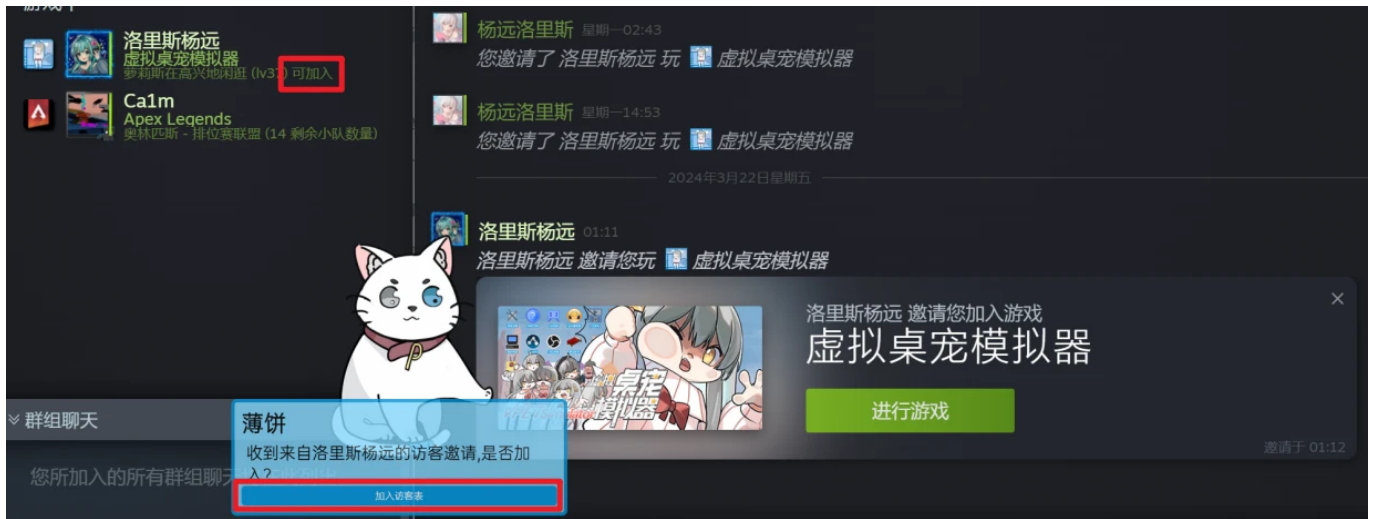 洛里斯杨远
虚拟桌宠模拟器
萝莉斯在高兴地闲逛 (lv37) 可加入
Ca1m
Apex Legends
奥林匹斯 - 排位赛联盟 (14 剩余小队数量)
群组聊天
您所加入的所有群组聊天
杨远洛里斯 星期一02:43
您邀请了 洛里斯杨远 玩 虚拟桌宠模拟器
杨远洛里斯 星期一14:53
您邀请了 洛里斯杨远 玩 虚拟桌宠模拟器
2024年3月22日星期五
洛里斯杨远 01:11
洛里斯杨远 邀请您玩 虚拟桌宠模拟器
虚拟
桌宠
模拟器
洛里斯杨远 邀请您加入游戏
虚拟桌宠模拟器
进行游戏
邀请于 01:12
P
薄饼
收到来自洛里斯杨远的访客邀请,是否加
入?
加入访客表